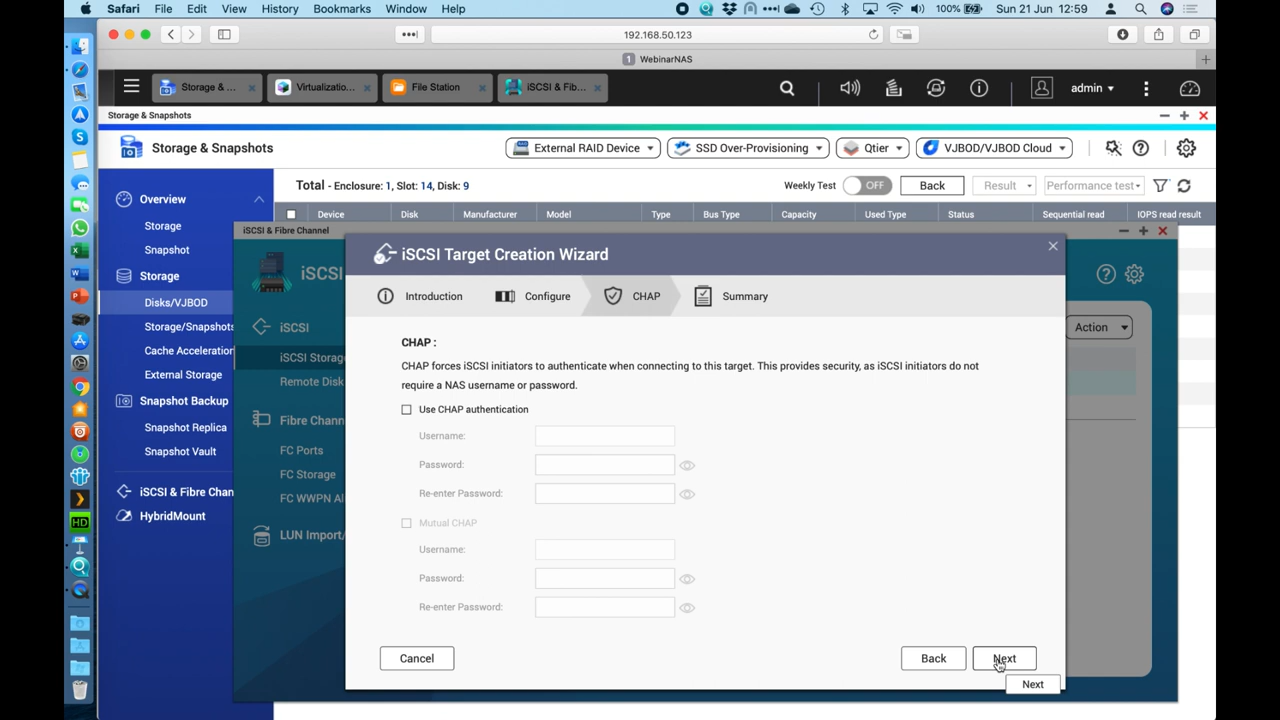 Safari File Edit View History Bookmarks Window Help 100% Sun 21 Jun 12:59
192.168.50.123
1 WebinarNAS
Storage & ... Virtualizatio... File Station iSCSI & Fib... admin
Storage & Snapshots
Storage & Snapshots External RAID Device SSD Over-Provisioning Qtier VJBOD/VJBOD Cloud
Total - Enclosure: 1, Slot: 14, Disk: 9 Weekly Test OFF Back Result Performance test
Device Disk Manufacturer Model Type Bus Type Capacity Used Type Status Sequential read IOPS read result
Overview
Storage
Snapshot
Storage
Disks/VJBOD
Storage/Snapshots
Cache Acceleration
External Storage
Snapshot Backup
Snapshot Replica
Snapshot Vault
iSCSI & Fibre Chan
HybridMount
iSCSI & Fibre Channel
iSCSI
iSCSI
iSCSI Storag
Remote Disk
Fibre Chann
FC Ports
FC Storage
FC WWPN Al
LUN Import/
Action
iSCSI Target Creation Wizard
Introduction Configure CHAP Summary
CHAP :
CHAP forces iSCSI initiators to authenticate when connecting to this target. This provides security, as iSCSI initiators do not
require a NAS username or password.
Use CHAP authentication
Username:
Password:
Re-enter Password:
Mutual CHAP
Username:
Password:
Re-enter Password:
Cancel Back Next
Next
HD